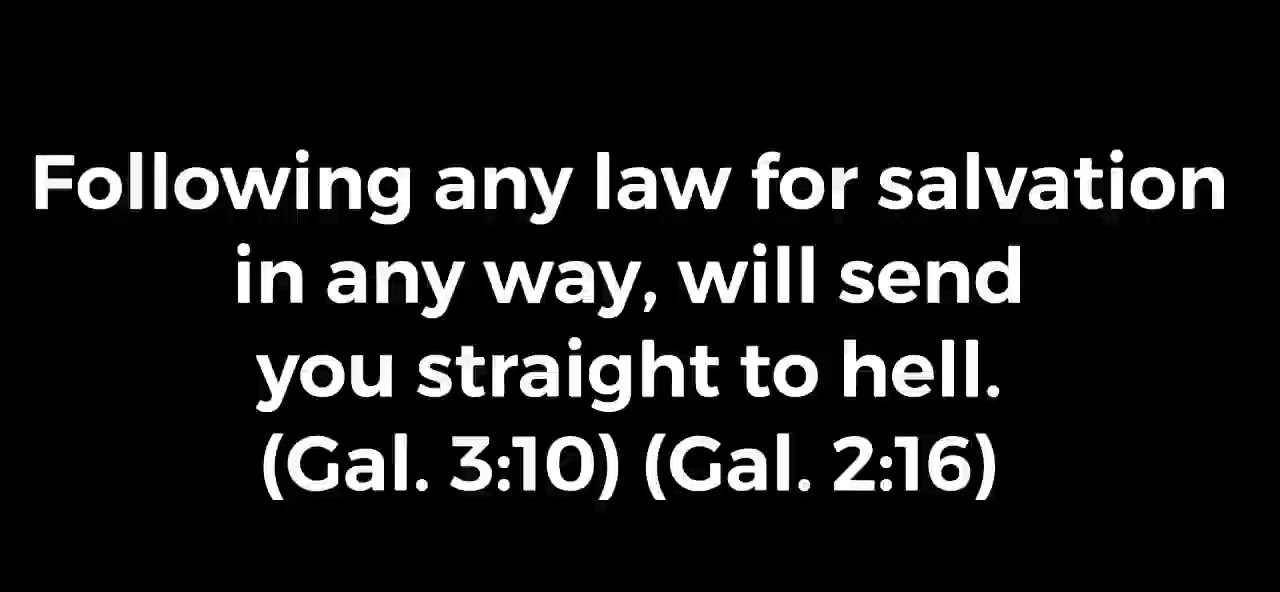 Following any law for salvation
in any way, will send
you straight to hell.
(Gal. 3:10) (Gal. 2:16)